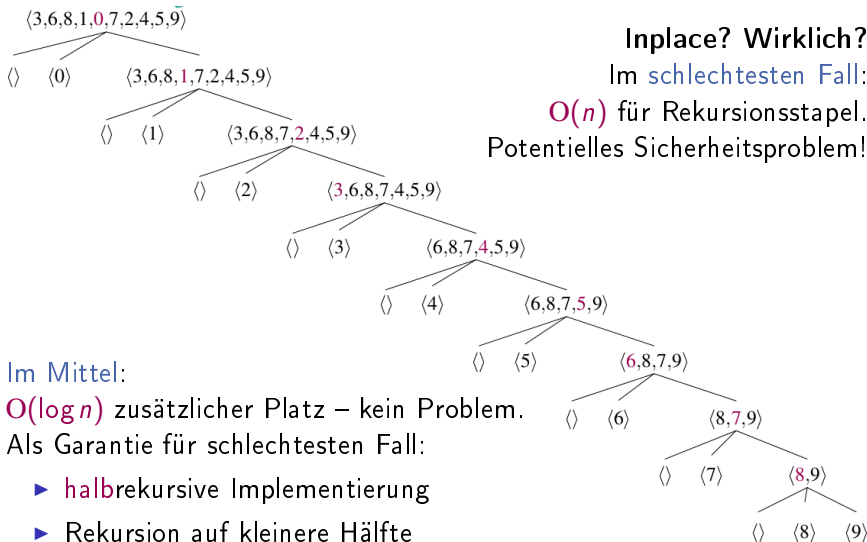 ⟨3,6,8,1,0,7,2,4,5,9⟩
Inplace? Wirklich?
Im schlechtesten Fall:
O(n) für Rekursionsstapel.
Potentielles Sicherheitsproblem!
⟨⟩ ⟨0⟩ ⟨3,6,8,1,7,2,4,5,9⟩
⟨⟩ ⟨1⟩ ⟨3,6,8,7,2,4,5,9⟩
⟨⟩ ⟨2⟩ ⟨3,6,8,7,4,5,9⟩
⟨⟩ ⟨3⟩ ⟨6,8,7,4,5,9⟩
⟨⟩ ⟨4⟩ ⟨6,8,7,5,9⟩
⟨⟩ ⟨5⟩ ⟨6,8,7,9⟩
⟨⟩ ⟨6⟩ ⟨8,7,9⟩
⟨⟩ ⟨7⟩ ⟨8,9⟩
⟨⟩ ⟨8⟩ ⟨9⟩
Im Mittel:
O(log n) zusätzlicher Platz – kein Problem.
Als Garantie für schlechtesten Fall:
▶ halbrekursive Implementierung
▶ Rekursion auf kleinere Hälfte